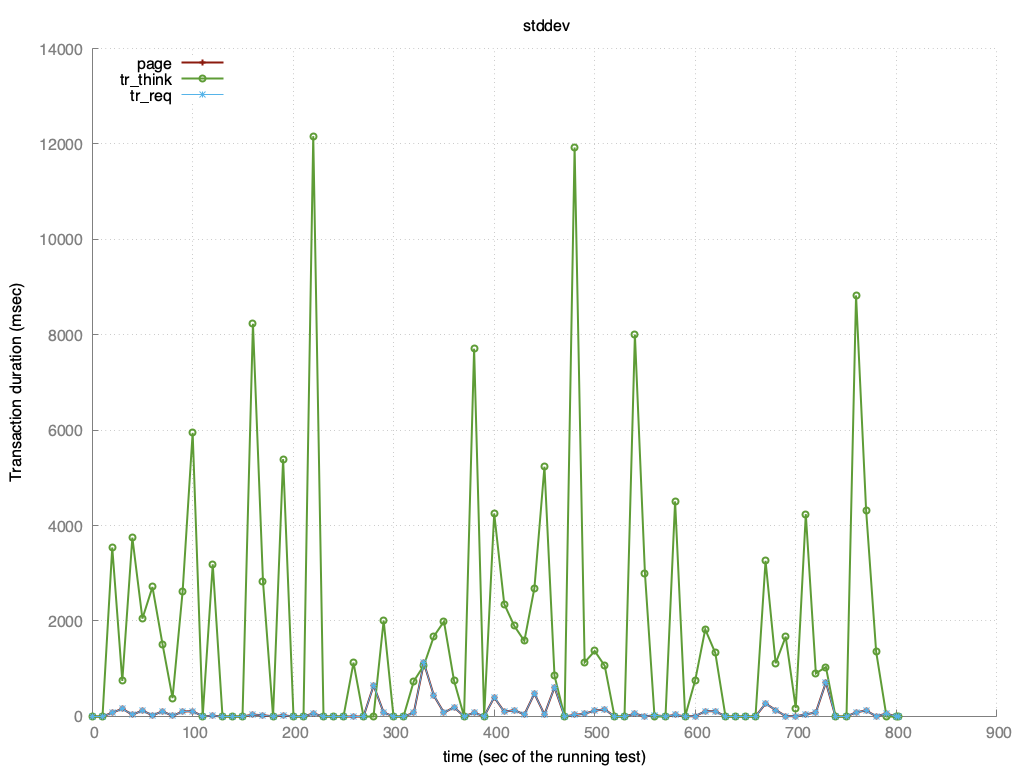 stddev
page
tr_think
tr_req
14000
12000
10000
8000
6000
4000
2000
0
0 100 200 300 400 500 600 700 800 900
Transaction duration (msec)
time (sec of the running test)